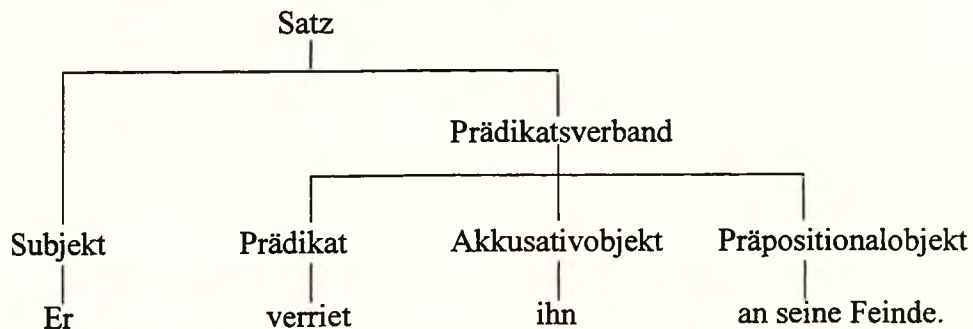 Satz
Prädikatsverband
Subjekt Prädikat Akkusativobjekt Präpositionalobjekt
Er verriet ihn an seine Feinde.